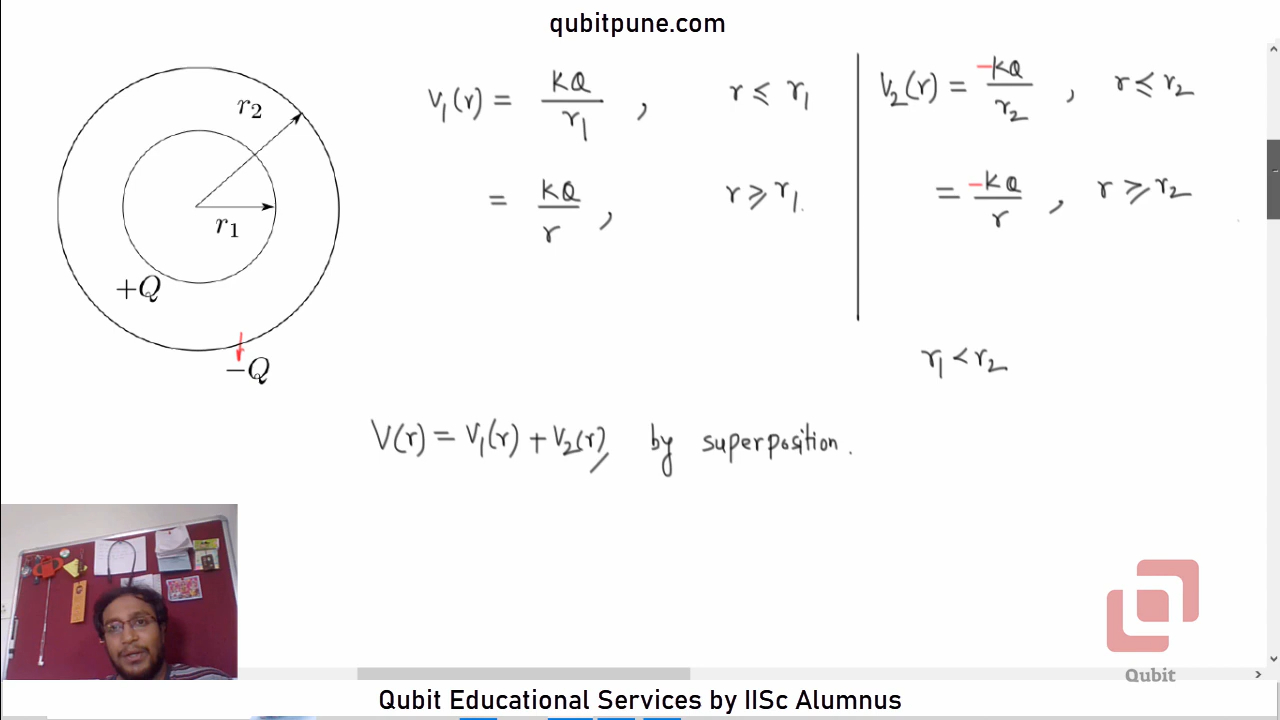 qubitpune.com
r₂
r₁
+Q
−Q
V₁(r) = kQ/r₁ , r ≤ r₁
= kQ/r , r ≥ r₁.
V₂(r) = −kQ/r₂ , r ≤ r₂
= −kQ/r , r ≥ r₂
r₁ < r₂
V(r) = V₁(r) + V₂(r), by superposition.
Qubit
Qubit Educational Services by IISc Alumnus